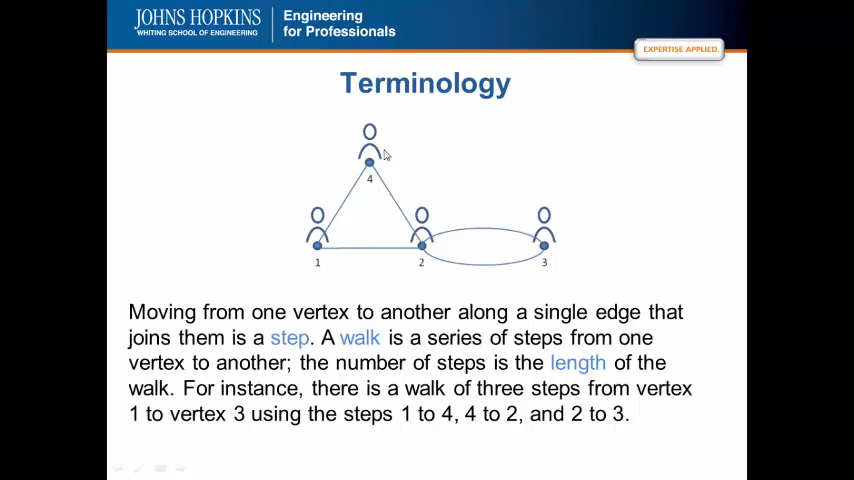 JOHNS HOPKINS
WHITING SCHOOL OF ENGINEERING
Engineering
for Professionals
EXPERTISE APPLIED.
Terminology
4
1
2
3
Moving from one vertex to another along a single edge that
joins them is a step. A walk is a series of steps from one
vertex to another; the number of steps is the length of the
walk. For instance, there is a walk of three steps from vertex
1 to vertex 3 using the steps 1 to 4, 4 to 2, and 2 to 3.